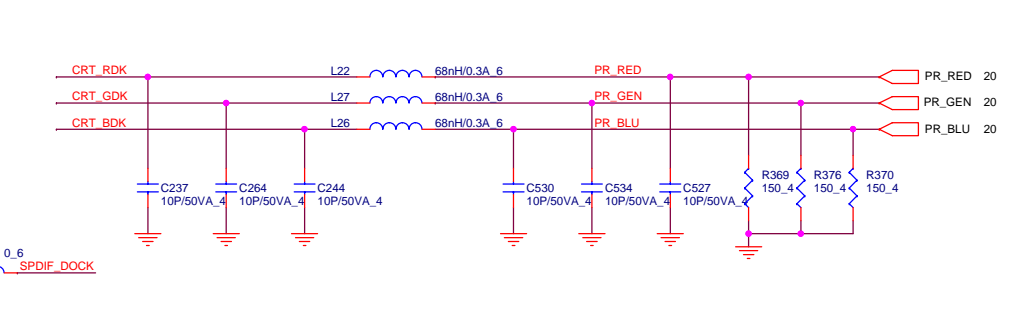 CRT_RDK L22 68nH/0.3A_6 PR_RED PR_RED 20
CRT_GDK L27 68nH/0.3A_6 PR_GEN PR_GEN 20
CRT_BDK L26 68nH/0.3A_6 PR_BLU PR_BLU 20
C237
10P/50VA_4
C264
10P/50VA_4
C244
10P/50VA_4
C530
10P/50VA_4
C534
10P/50VA_4
C527
10P/50VA_4
R369
150_4
R376
150_4
R370
150_4
0_6
SPDIF_DOCK